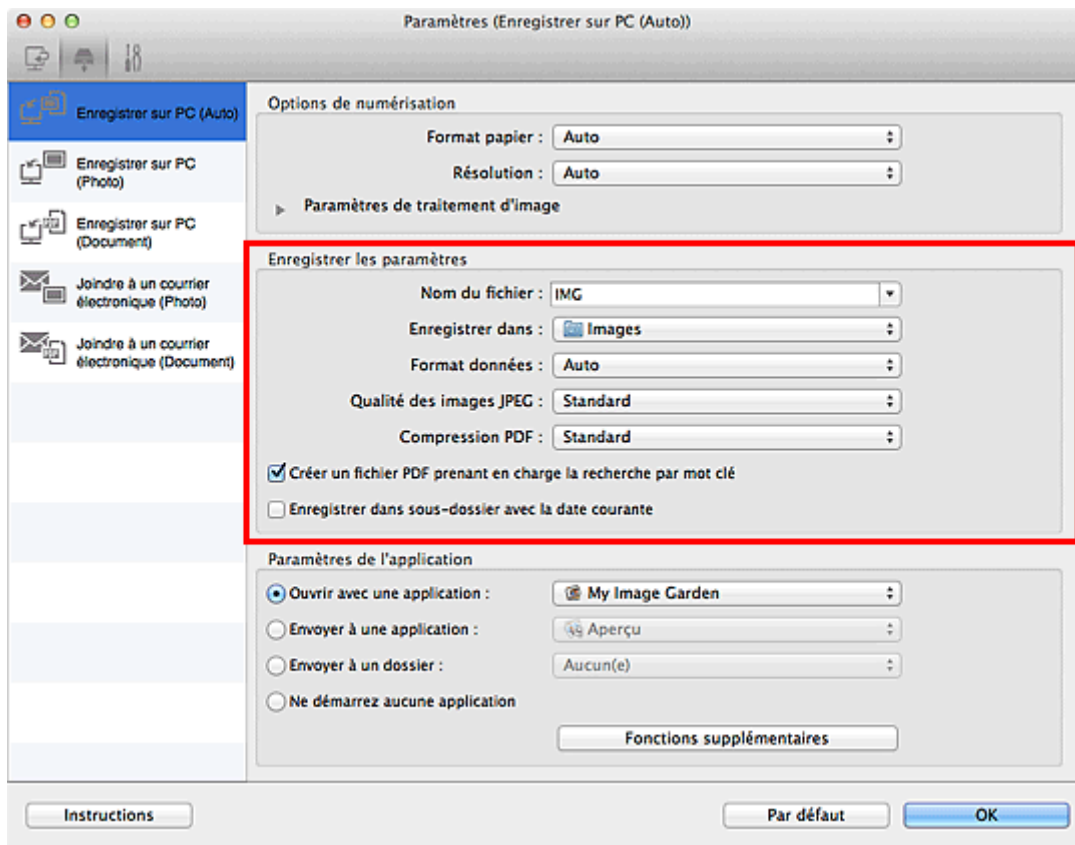 Paramètres (Enregistrer sur PC (Auto))
Enregistrer sur PC (Auto)
Enregistrer sur PC
(Photo)
Enregistrer sur PC
(Document)
Joindre à un courrier
électronique (Photo)
Joindre à un courrier
électronique (Document)
Options de numérisation
Format papier : Auto
Résolution : Auto
Paramètres de traitement d'image
Enregistrer les paramètres
Nom du fichier : IMG
Enregistrer dans : Images
Format données : Auto
Qualité des images JPEG : Standard
Compression PDF : Standard
Créer un fichier PDF prenant en charge la recherche par mot clé
Enregistrer dans sous-dossier avec la date courante
Paramètres de l'application
Ouvrir avec une application : My Image Garden
Envoyer à une application : Aperçu
Envoyer à un dossier : Aucun(e)
Ne démarrez aucune application
Fonctions supplémentaires
Instructions
Par défaut
OK